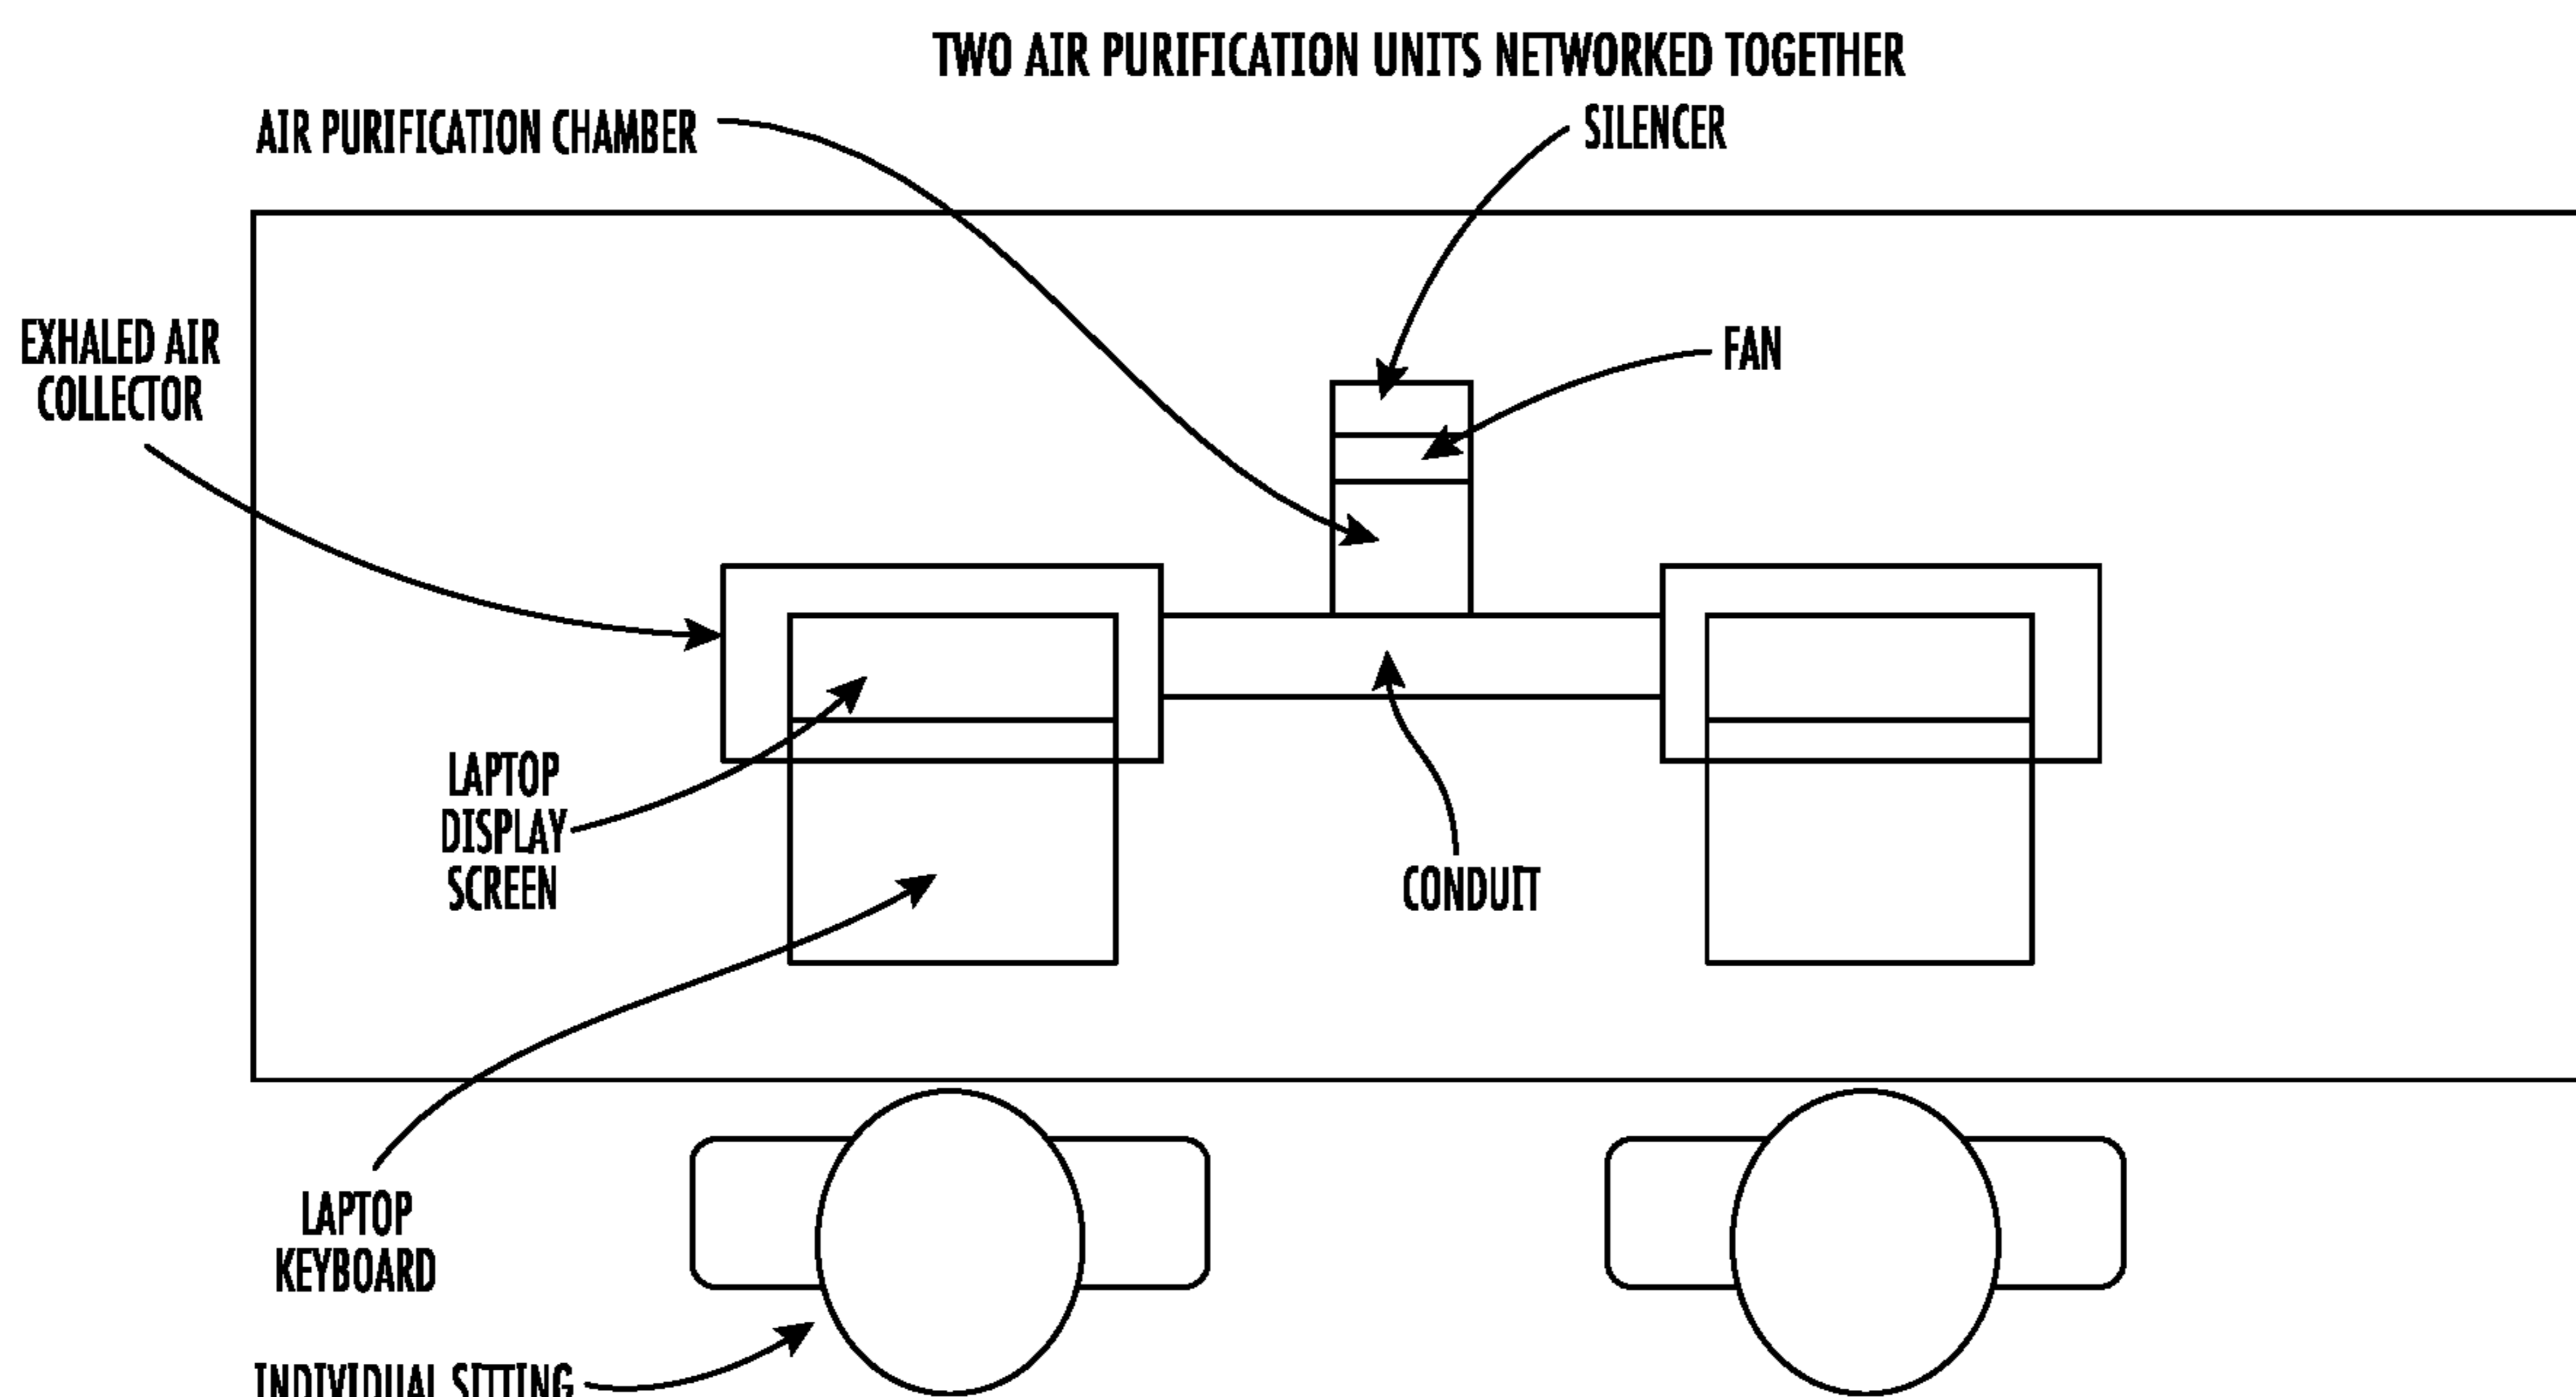 TWO AIR PURIFICATION UNITS NETWORKED TOGETHER
AIR PURIFICATION CHAMBER
SILENCER
EXHALED AIR
COLLECTOR
FAN
LAPTOP
DISPLAY
SCREEN
CONDUIT
LAPTOP
KEYBOARD
INDIVIDUAL SITTING